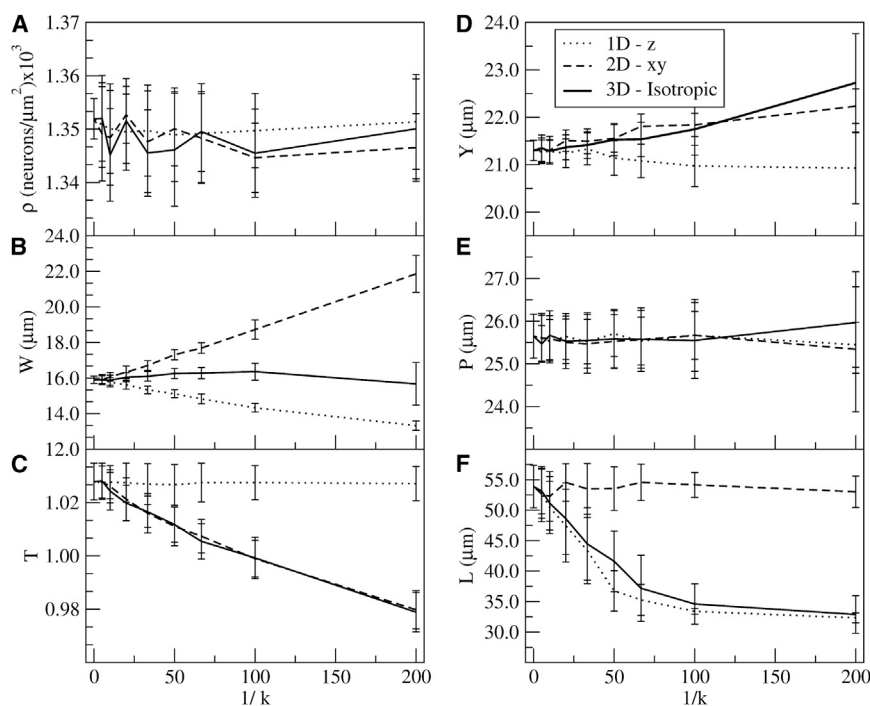 A
1.37
1.36
1.35
1.34
ρ (neurons/μm²)x10³
B
24.0
22.0
20.0
18.0
16.0
14.0
12.0
W (μm)
C
1.02
1.00
0.98
T
0 50 100 150 200
1/ k
D
24.0
23.0
22.0
21.0
20.0
Y (μm)
1D - z
2D - xy
3D - Isotropic
E
27.0
26.0
25.0
24.0
23.0
P (μm)
F
55.0
50.0
45.0
40.0
35.0
30.0
L (μm)
0 50 100 150 200
1/k